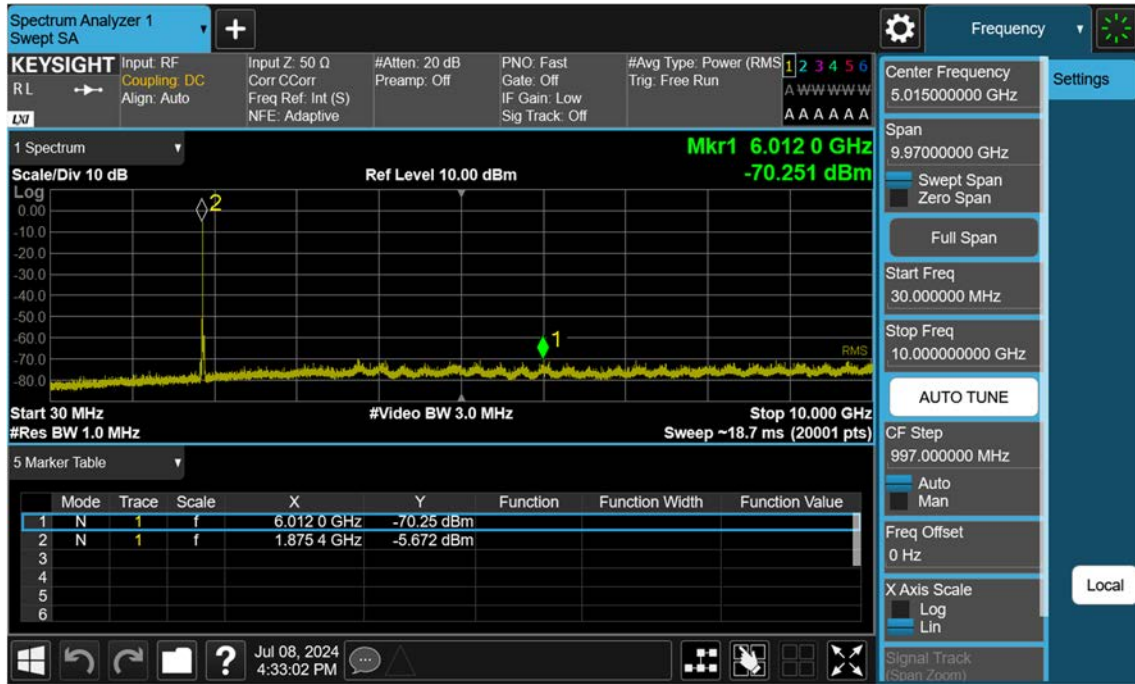 Spectrum Analyzer 1
Swept SA
+
Frequency
KEYSIGHT
RL
LXI
Input: RF
Coupling: DC
Align: Auto
Input Z: 50 Ω
Corr CCorr
Freq Ref: Int (S)
NFE: Adaptive
#Atten: 20 dB
Preamp: Off
PNO: Fast
Gate: Off
IF Gain: Low
Sig Track: Off
#Avg Type: Power (RMS
Trig: Free Run
1 2 3 4 5 6
A W W W W W
A A A A A A
1 Spectrum
Scale/Div 10 dB
Ref Level 10.00 dBm
Mkr1 6.012 0 GHz
-70.251 dBm
Log
0.00
-10.0
-20.0
-30.0
-40.0
-50.0
-60.0
-70.0
-80.0
2
1
RMS
Start 30 MHz
#Video BW 3.0 MHz
Stop 10.000 GHz
#Res BW 1.0 MHz
Sweep ~18.7 ms (20001 pts)
5 Marker Table
Mode Trace Scale X Y Function Function Width Function Value
1 N 1 f 6.012 0 GHz -70.25 dBm
2 N 1 f 1.875 4 GHz -5.672 dBm
3
4
5
6
?
Jul 08, 2024
4:33:02 PM
Center Frequency
5.015000000 GHz
Settings
Span
9.97000000 GHz
Swept Span
Zero Span
Full Span
Start Freq
30.000000 MHz
Stop Freq
10.000000000 GHz
AUTO TUNE
CF Step
997.000000 MHz
Auto
Man
Freq Offset
0 Hz
X Axis Scale
Log
Lin
Local
Signal Track
(Span Zoom)